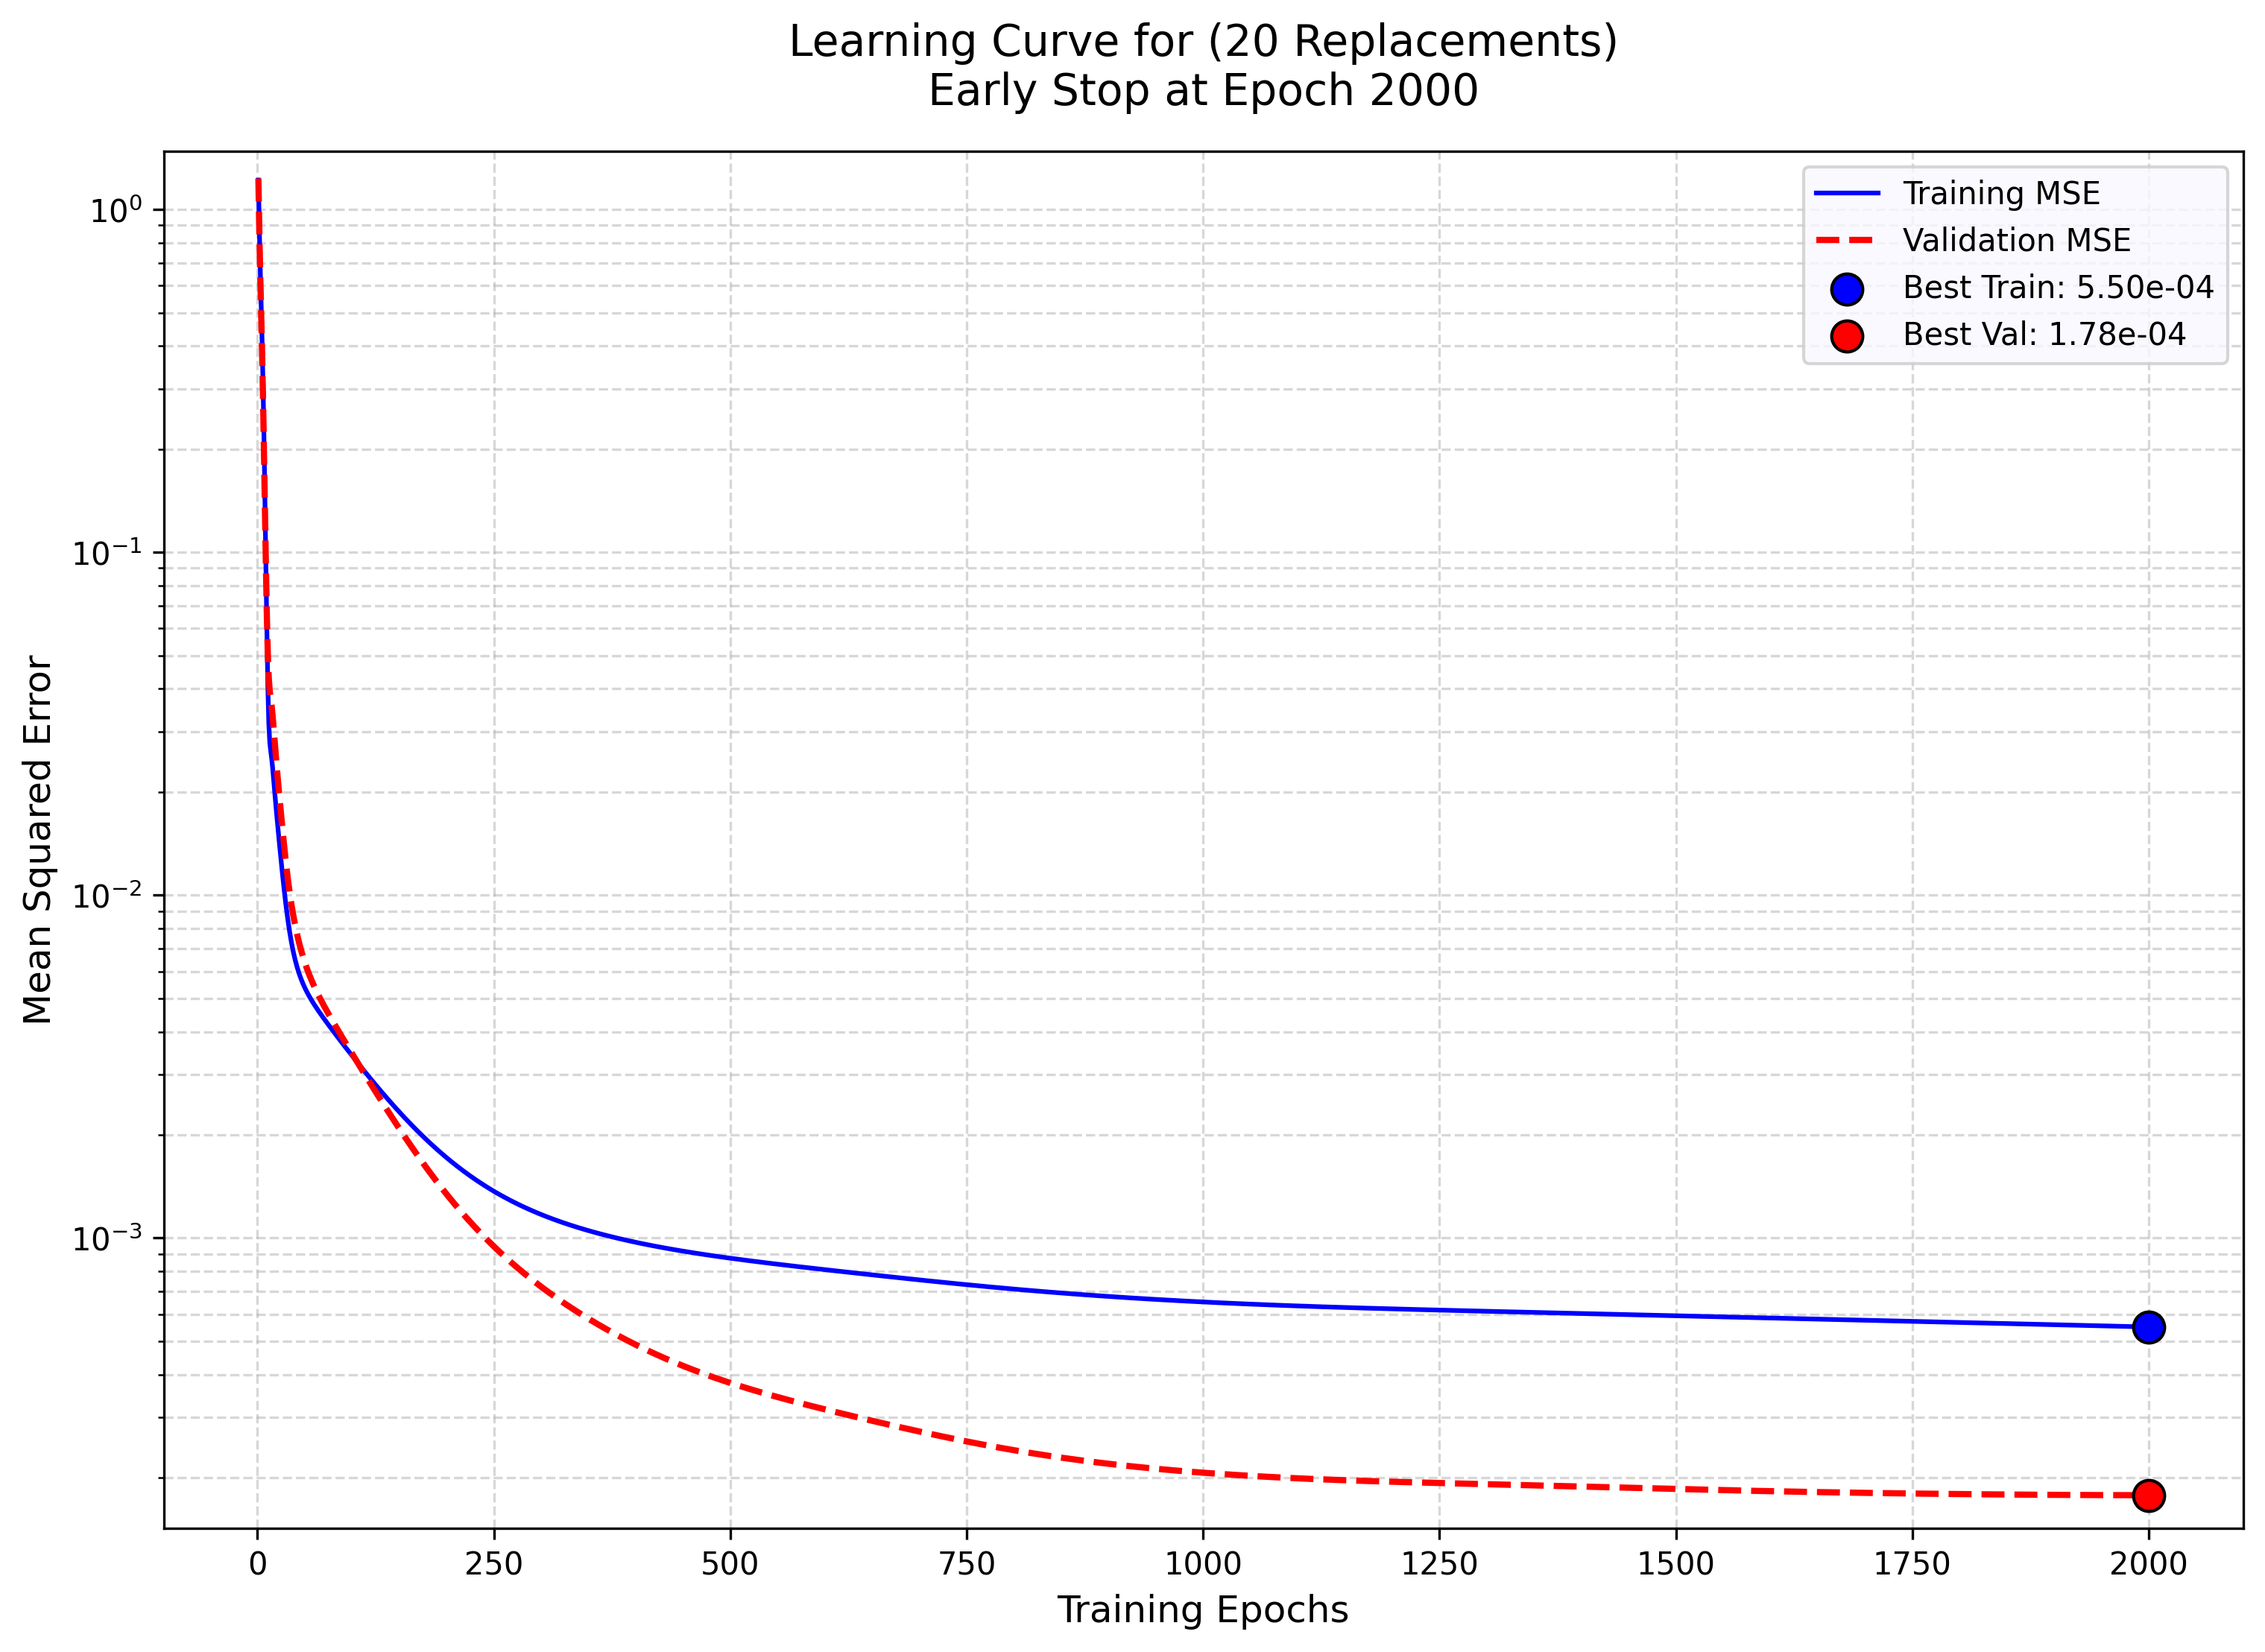 Learning Curve for (20 Replacements)
Early Stop at Epoch 2000
Training MSE
Validation MSE
Best Train: 5.50e-04
Best Val: 1.78e-04
Mean Squared Error
10⁰
10⁻¹
10⁻²
10⁻³
0 250 500 750 1000 1250 1500 1750 2000
Training Epochs